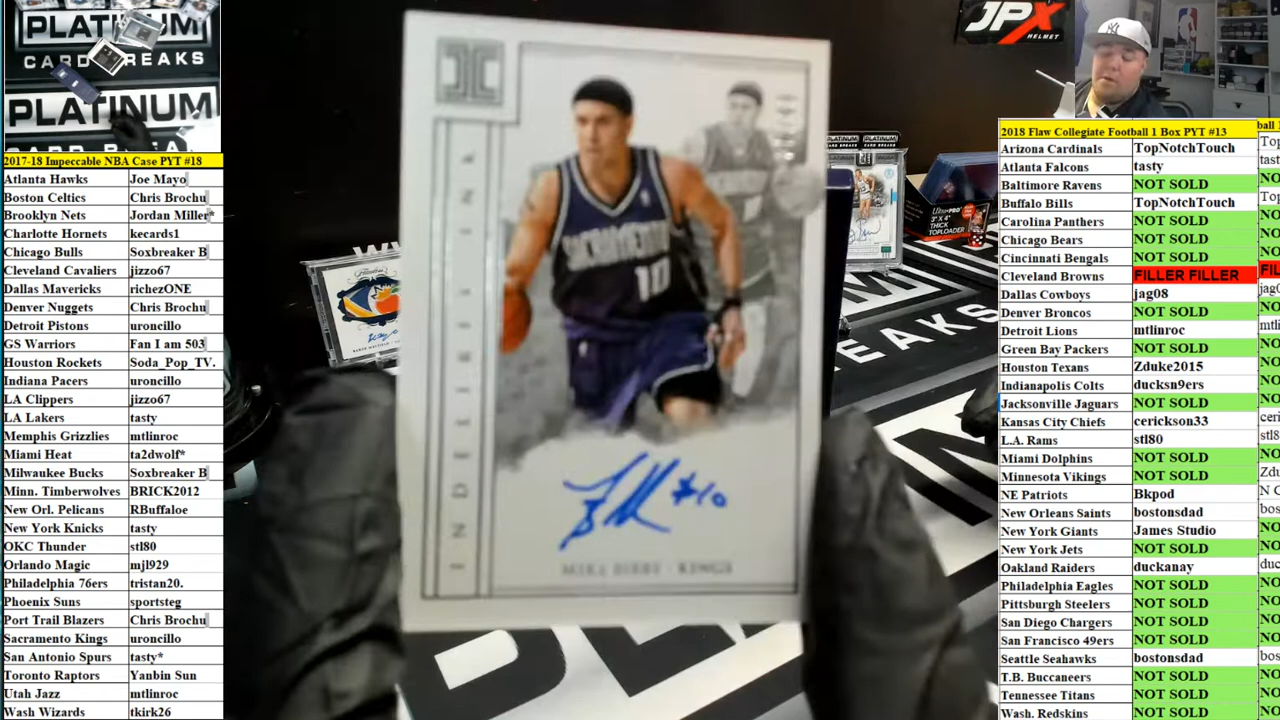 PLATINUM
CARD BREAKS
PLATINUM
2017-18 Impeccable NBA Case PYT #18
Atlanta Hawks Joe Mayo
Boston Celtics Chris Brochu
Brooklyn Nets Jordan Miller*
Charlotte Hornets kecards1
Chicago Bulls Soxbreaker B
Cleveland Cavaliers jizzo67
Dallas Mavericks richezONE
Denver Nuggets Chris Brochu
Detroit Pistons uroncillo
GS Warriors Fan I am 503
Houston Rockets Soda_Pop_TV.
Indiana Pacers uroncillo
LA Clippers jizzo67
LA Lakers tasty
Memphis Grizzlies mtlinroc
Miami Heat ta2dwolf*
Milwaukee Bucks Soxbreaker B
Minn. Timberwolves BRICK2012
New Orl. Pelicans RBuffaloe
New York Knicks tasty
OKC Thunder stl80
Orlando Magic mjl929
Philadelphia 76ers tristan20.
Phoenix Suns sportsteg
Port Trail Blazers Chris Brochu
Sacramento Kings uroncillo
San Antonio Spurs tasty*
Toronto Raptors Yanbin Sun
Utah Jazz mtlinroc
Wash Wizards tkirk26
INDELIBLE INK
SACRAMENTO
10
#10
MIKE BIBBY · KINGS
PLATINUM
ULTRA PRO
3" X 4"
THICK
TOPLOADER
EAKS
JPX
HELMET
NY
2018 Flaw Collegiate Football 1 Box PYT #13
Arizona Cardinals TopNotchTouch
Atlanta Falcons tasty
Baltimore Ravens NOT SOLD
Buffalo Bills TopNotchTouch
Carolina Panthers NOT SOLD
Chicago Bears NOT SOLD
Cincinnati Bengals NOT SOLD
Cleveland Browns FILLER FILLER
Dallas Cowboys jag08
Denver Broncos NOT SOLD
Detroit Lions mtlinroc
Green Bay Packers NOT SOLD
Houston Texans Zduke2015
Indianapolis Colts ducksn9ers
Jacksonville Jaguars NOT SOLD
Kansas City Chiefs cerickson33
L.A. Rams stl80
Miami Dolphins NOT SOLD
Minnesota Vikings NOT SOLD
NE Patriots Bkpod
New Orleans Saints bostonsdad
New York Giants James Studio
New York Jets NOT SOLD
Oakland Raiders duckanay
Philadelphia Eagles NOT SOLD
Pittsburgh Steelers NOT SOLD
San Diego Chargers NOT SOLD
San Francisco 49ers NOT SOLD
Seattle Seahawks bostonsdad
T.B. Buccaneers NOT SOLD
Tennessee Titans NOT SOLD
Wash. Redskins NOT SOLD